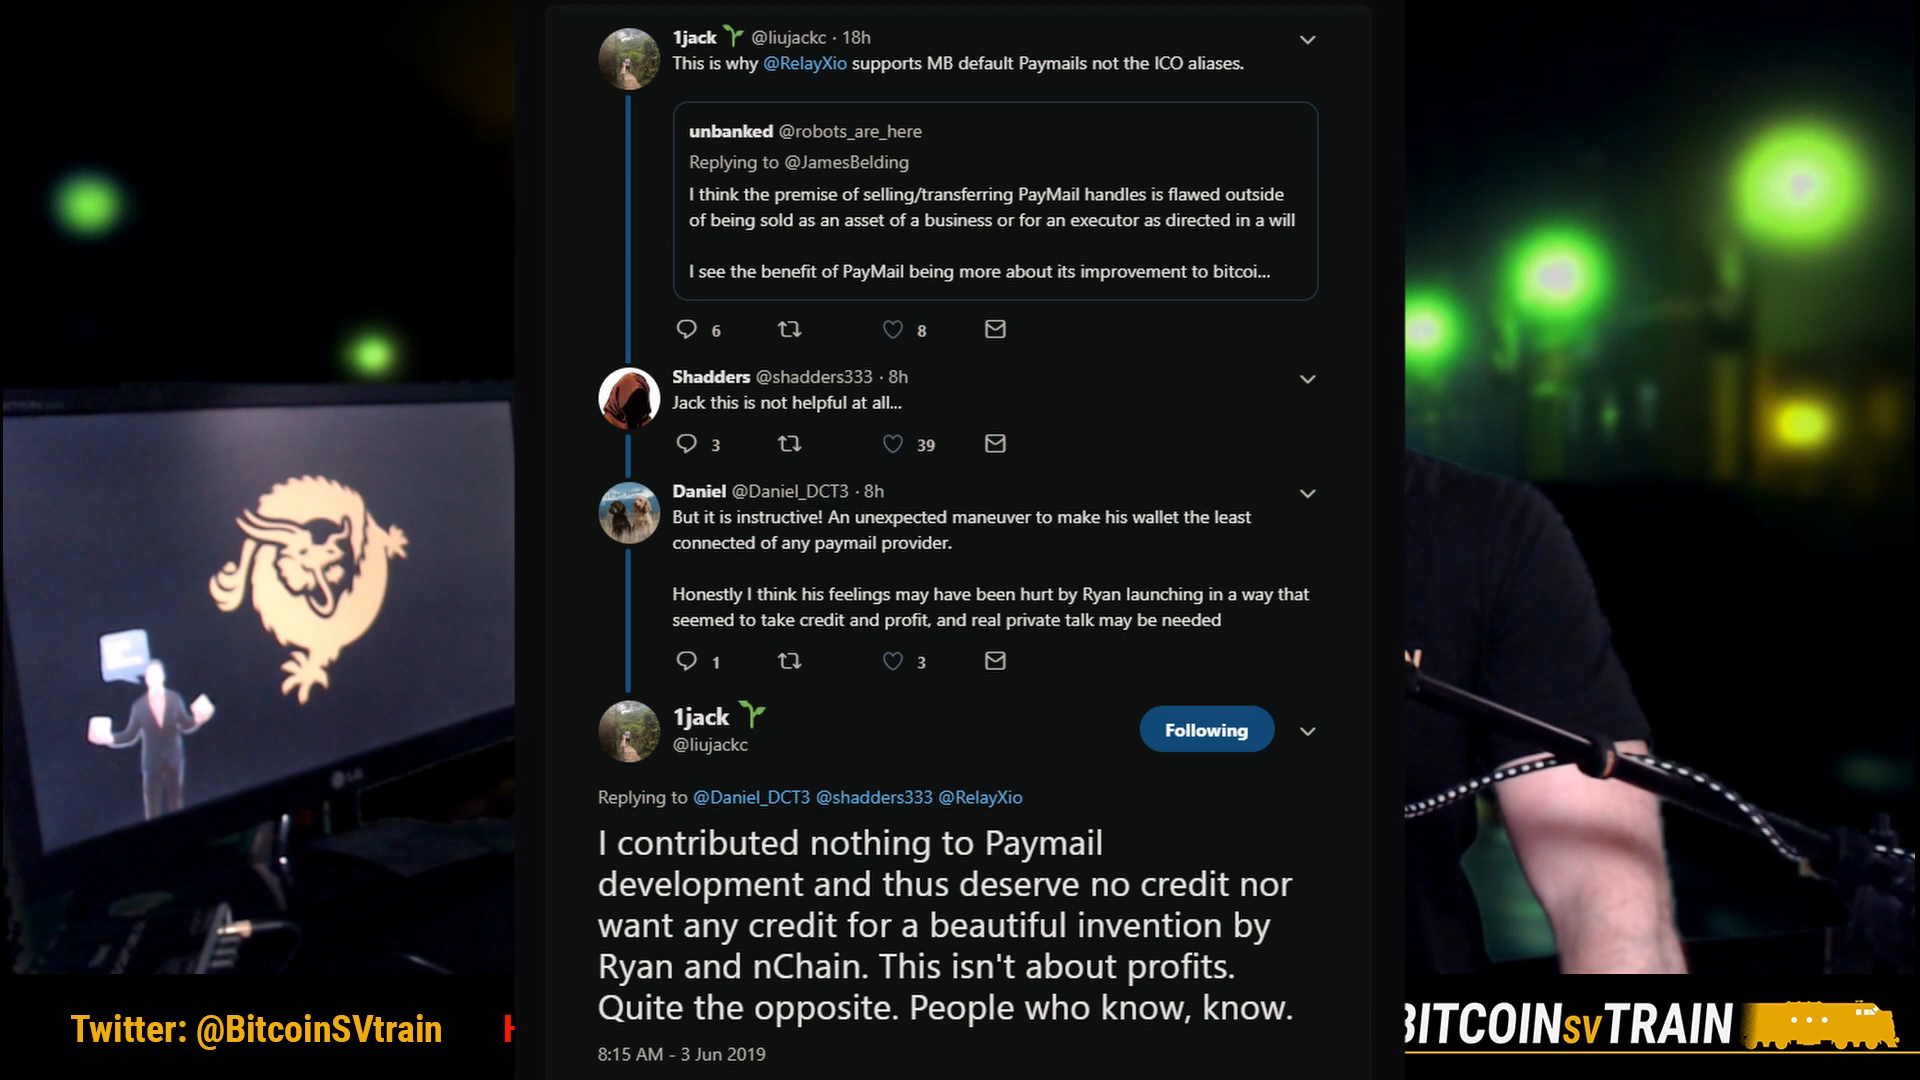 1jack @liujackc · 18h
This is why @RelayXio supports MB default Paymails not the ICO aliases.
unbanked @robots_are_here
Replying to @JamesBelding
I think the premise of selling/transferring PayMail handles is flawed outside
of being sold as an asset of a business or for an executor as directed in a will
I see the benefit of PayMail being more about its improvement to bitcoi...
6 8
Shadders @shadders333 · 8h
Jack this is not helpful at all...
3 39
Daniel @Daniel_DCT3 · 8h
But it is instructive! An unexpected maneuver to make his wallet the least
connected of any paymail provider.
Honestly I think his feelings may have been hurt by Ryan launching in a way that
seemed to take credit and profit, and real private talk may be needed
1 3
1jack
@liujackc
Following
Replying to @Daniel_DCT3 @shadders333 @RelayXio
I contributed nothing to Paymail
development and thus deserve no credit nor
want any credit for a beautiful invention by
Ryan and nChain. This isn't about profits.
Quite the opposite. People who know, know.
8:15 AM - 3 Jun 2019
LG
Twitter: @BitcoinSVtrain
BITCOIN SV TRAIN